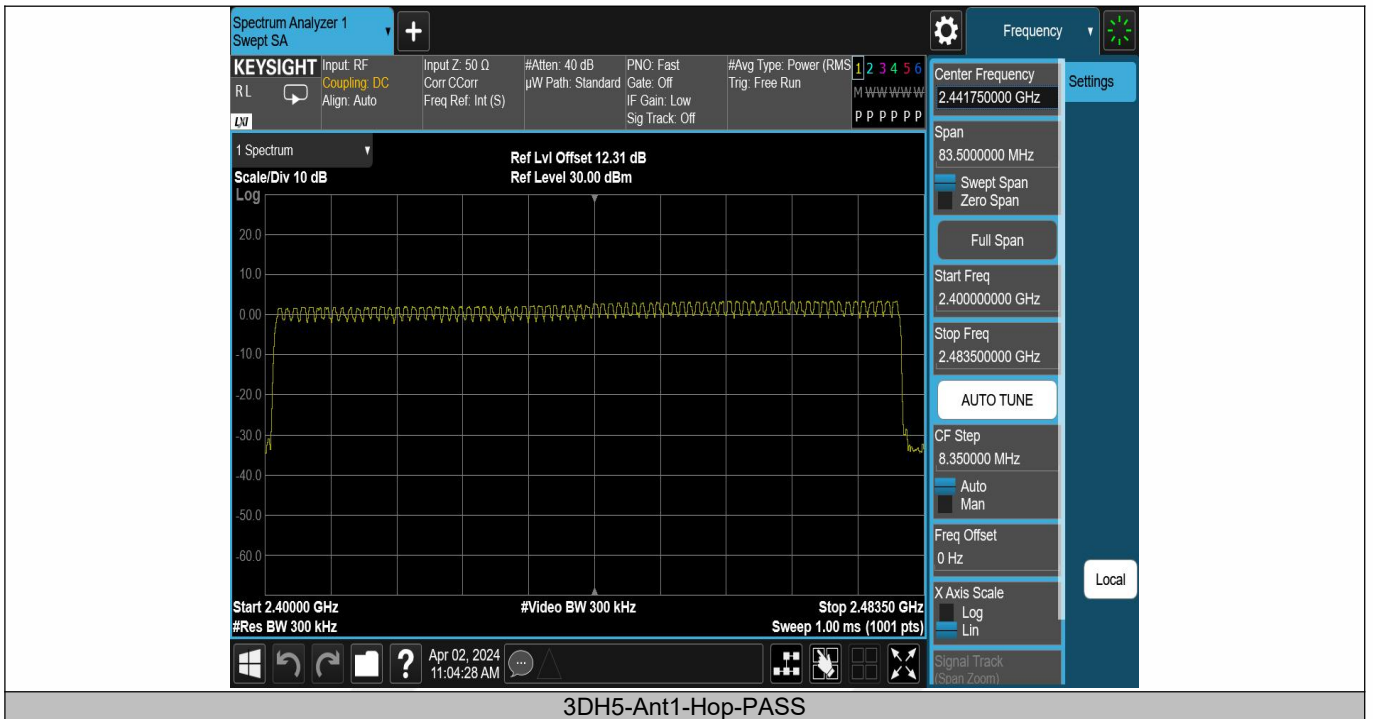 Spectrum Analyzer 1
Swept SA
+
Frequency
KEYSIGHT
RL
LXI
Input: RF
Coupling: DC
Align: Auto
Input Z: 50 Ω
Corr CCorr
Freq Ref: Int (S)
#Atten: 40 dB
µW Path: Standard
PNO: Fast
Gate: Off
IF Gain: Low
Sig Track: Off
#Avg Type: Power (RMS
Trig: Free Run
1 2 3 4 5 6
M W W W W W
P P P P P P
1 Spectrum
Scale/Div 10 dB
Ref Lvl Offset 12.31 dB
Ref Level 30.00 dBm
Log
20.0
10.0
0.00
-10.0
-20.0
-30.0
-40.0
-50.0
-60.0
Start 2.40000 GHz
#Video BW 300 kHz
Stop 2.48350 GHz
#Res BW 300 kHz
Sweep 1.00 ms (1001 pts)
Center Frequency
2.441750000 GHz
Settings
Span
83.5000000 MHz
Swept Span
Zero Span
Full Span
Start Freq
2.400000000 GHz
Stop Freq
2.483500000 GHz
AUTO TUNE
CF Step
8.350000 MHz
Auto
Man
Freq Offset
0 Hz
Local
X Axis Scale
Log
Lin
Signal Track
(Span Zoom)
?
Apr 02, 2024
11:04:28 AM
3DH5-Ant1-Hop-PASS